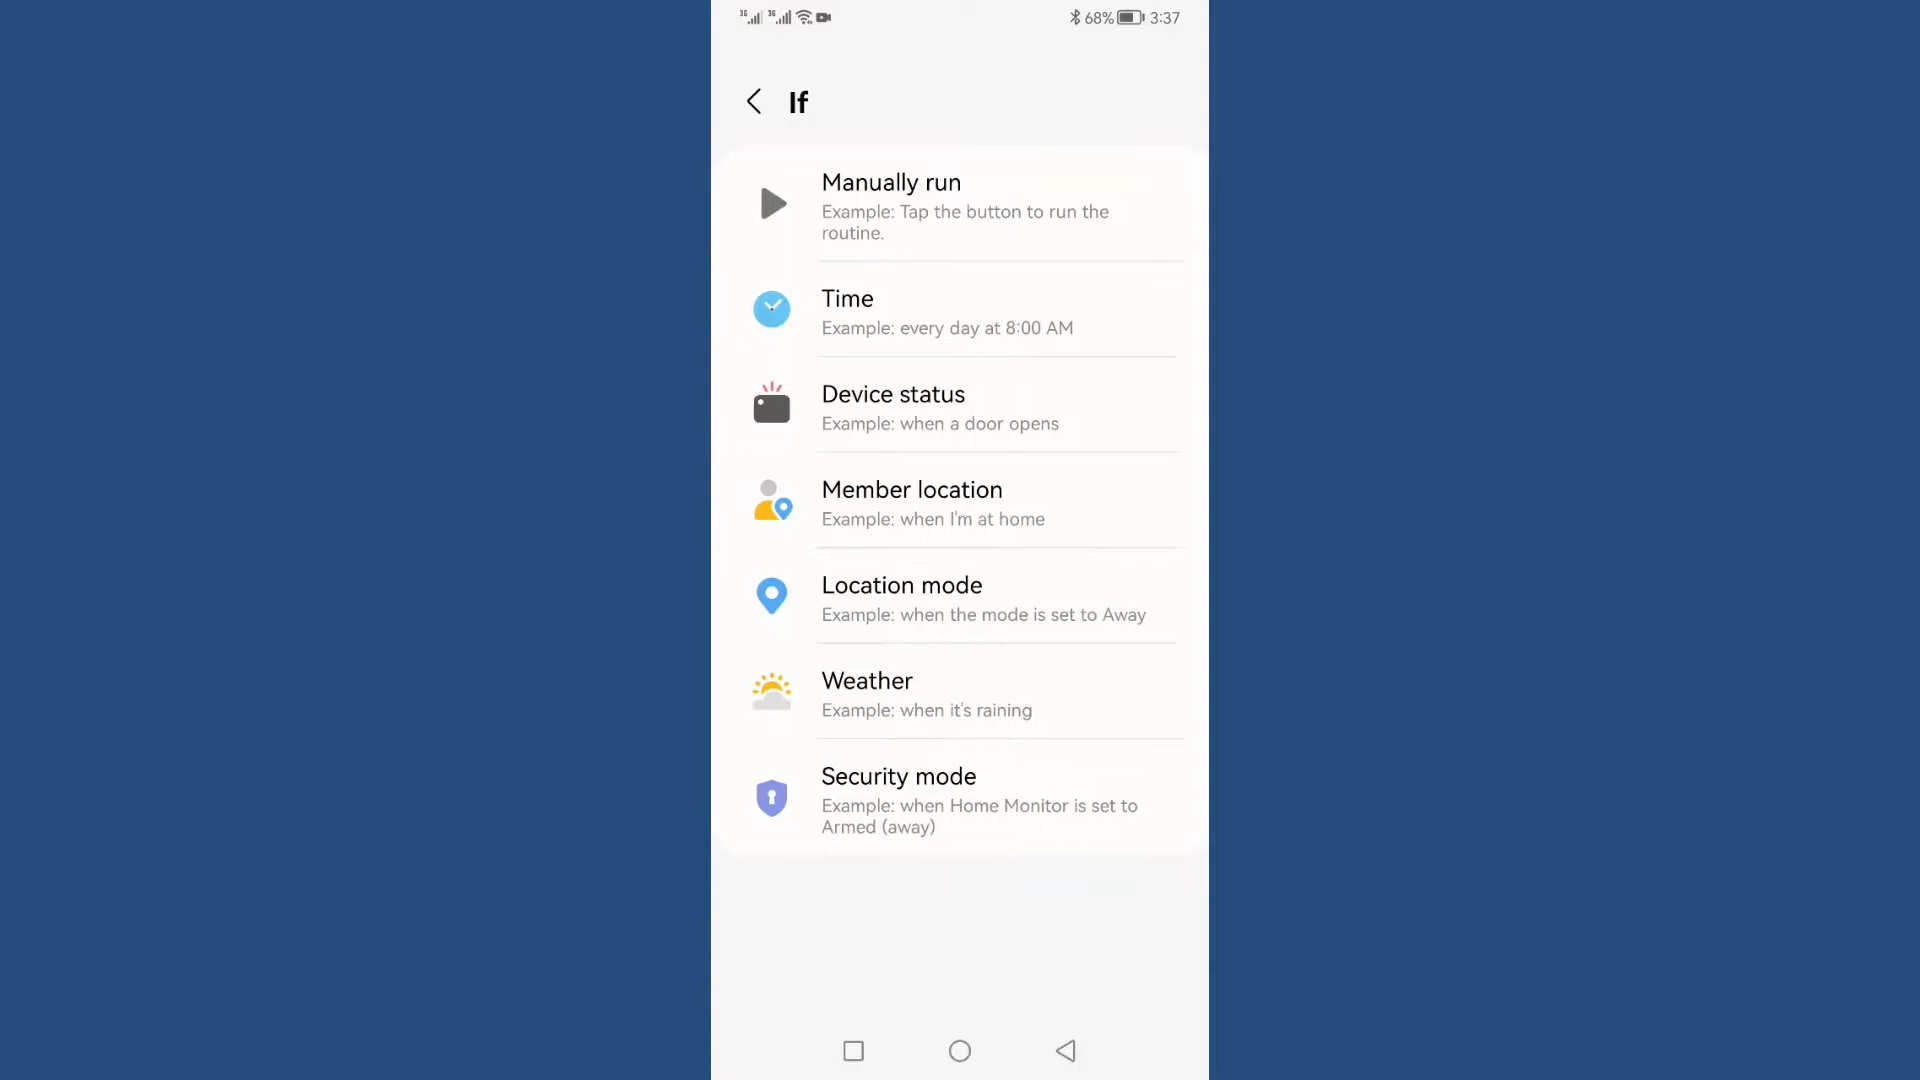 3G 3G 68% 3:37
If
Manually run
Example: Tap the button to run the
routine.
Time
Example: every day at 8:00 AM
Device status
Example: when a door opens
Member location
Example: when I'm at home
Location mode
Example: when the mode is set to Away
Weather
Example: when it's raining
Security mode
Example: when Home Monitor is set to
Armed (away)